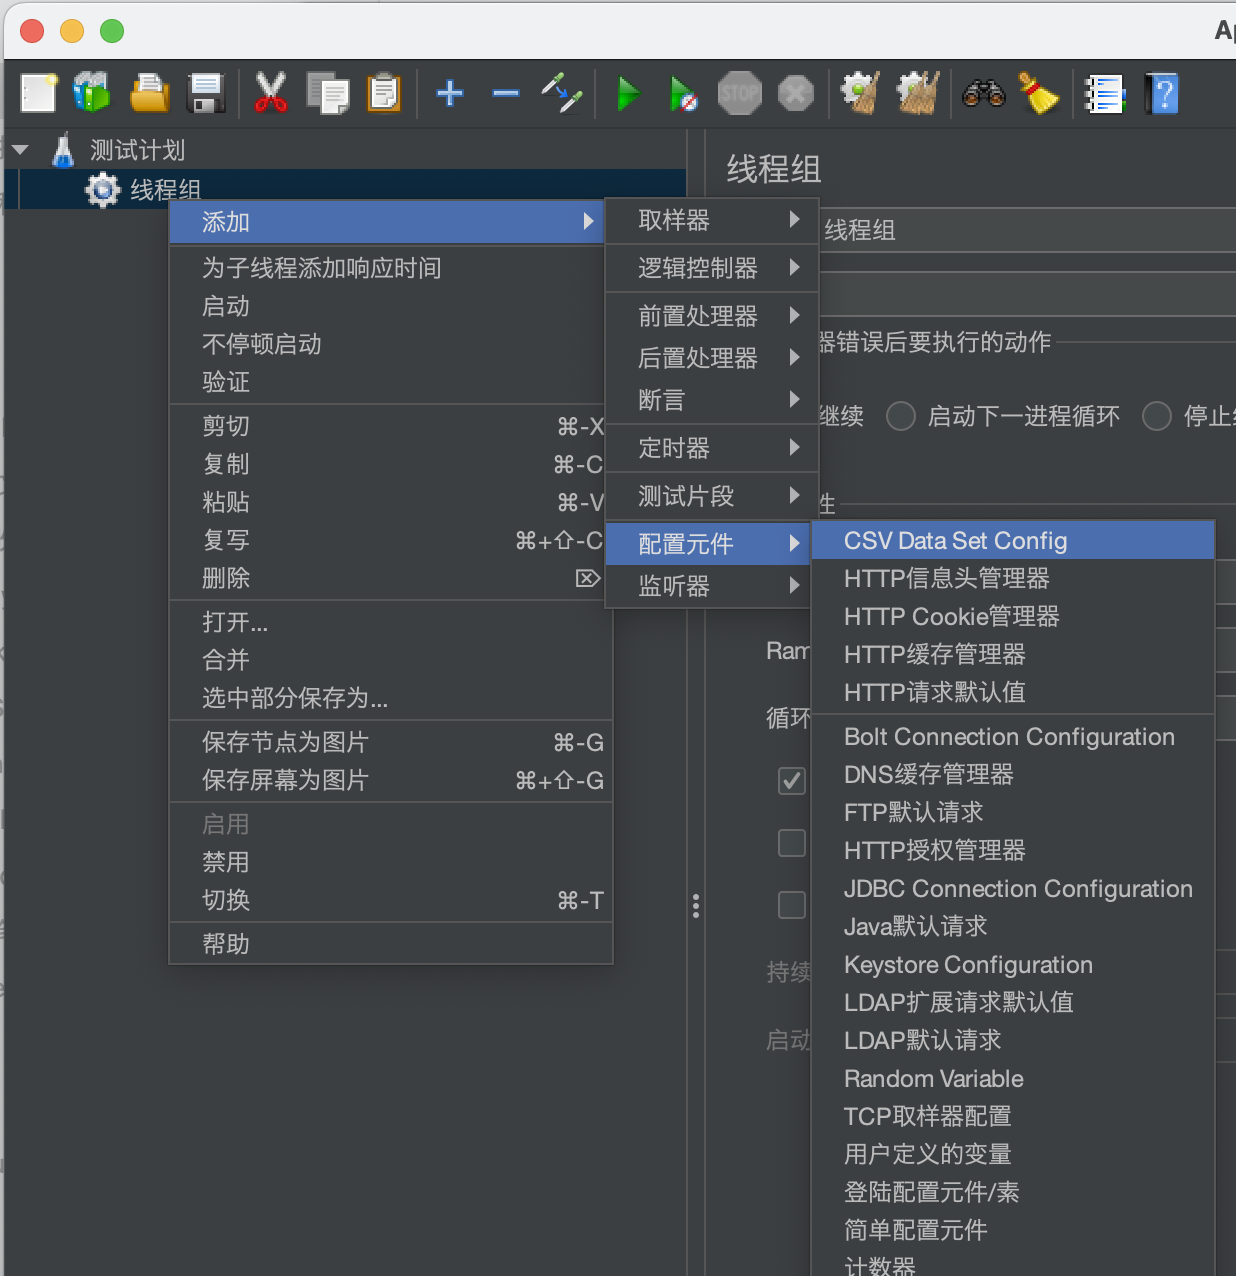 STOP
测试计划
线程组
线程组
线程组
添加
为子线程添加响应时间
启动
不停顿启动
验证
剪切 ⌘-X
复制 ⌘-C
粘贴 ⌘-V
复写 ⌘+⇧-C
删除 ⌦
打开...
合并
选中部分保存为...
保存节点为图片 ⌘-G
保存屏幕为图片 ⌘+⇧-G
启用
禁用
切换 ⌘-T
帮助
取样器
逻辑控制器
前置处理器
后置处理器
断言
定时器
测试片段
配置元件
监听器
器错误后要执行的动作
继续 启动下一进程循环 停止
性
Ram
循环
持续
启动
CSV Data Set Config
HTTP信息头管理器
HTTP Cookie管理器
HTTP缓存管理器
HTTP请求默认值
Bolt Connection Configuration
DNS缓存管理器
FTP默认请求
HTTP授权管理器
JDBC Connection Configuration
Java默认请求
Keystore Configuration
LDAP扩展请求默认值
LDAP默认请求
Random Variable
TCP取样器配置
用户定义的变量
登陆配置元件/素
简单配置元件
计数器